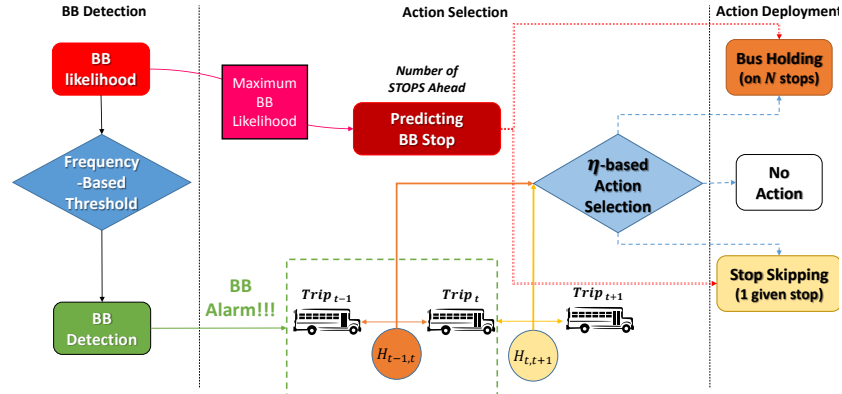 BB Detection
Action Selection
Action Deployment
BB
likelihood
Maximum
BB
Likelihood
Number of
STOPS Ahead
Predicting
BB Stop
Bus Holding
(on N stops)
Frequency
-Based
Threshold
η-based
Action
Selection
No
Action
BB
Alarm!!!
Trip t−1
Trip t
Trip t+1
Stop Skipping
(1 given stop)
BB
Detection
H t−1,t
H t,t+1